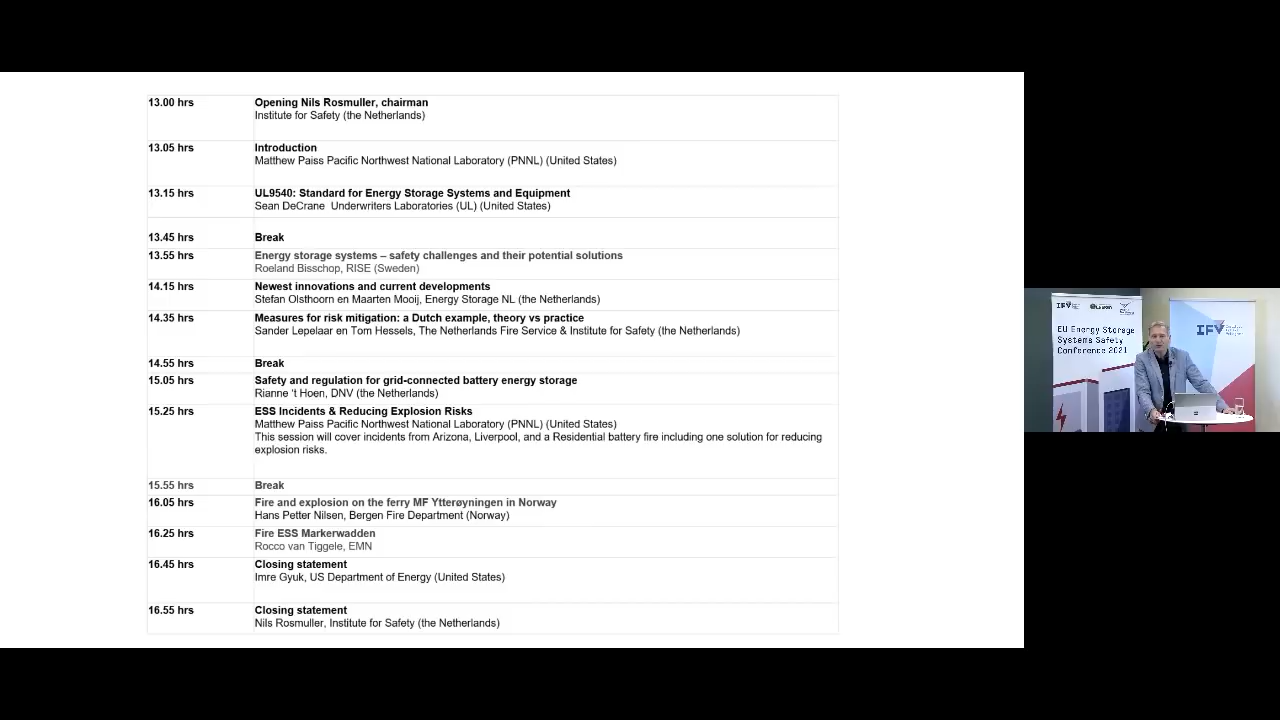 13.00 hrs Opening Nils Rosmuller, chairman
Institute for Safety (the Netherlands)
13.05 hrs Introduction
Matthew Paiss Pacific Northwest National Laboratory (PNNL) (United States)
13.15 hrs UL9540: Standard for Energy Storage Systems and Equipment
Sean DeCrane Underwriters Laboratories (UL) (United States)
13.45 hrs Break
13.55 hrs Energy storage systems – safety challenges and their potential solutions
Roeland Bisschop, RISE (Sweden)
14.15 hrs Newest innovations and current developments
Stefan Olsthoorn en Maarten Mooij, Energy Storage NL (the Netherlands)
14.35 hrs Measures for risk mitigation: a Dutch example, theory vs practice
Sander Lepelaar en Tom Hessels, The Netherlands Fire Service & Institute for Safety (the Netherlands)
14.55 hrs Break
15.05 hrs Safety and regulation for grid-connected battery energy storage
Rianne 't Hoen, DNV (the Netherlands)
15.25 hrs ESS Incidents & Reducing Explosion Risks
Matthew Paiss Pacific Northwest National Laboratory (PNNL) (United States)
This session will cover incidents from Arizona, Liverpool, and a Residential battery fire including one solution for reducing
explosion risks.
15.55 hrs Break
16.05 hrs Fire and explosion on the ferry MF Ytterøyningen in Norway
Hans Petter Nilsen, Bergen Fire Department (Norway)
16.25 hrs Fire ESS Markerwadden
Rocco van Tiggele, EMN
16.45 hrs Closing statement
Imre Gyuk, US Department of Energy (United States)
16.55 hrs Closing statement
Nils Rosmuller, Institute for Safety (the Netherlands)
IFV
EU Energy Storage
Systems Safety
Conference 2021
IFV